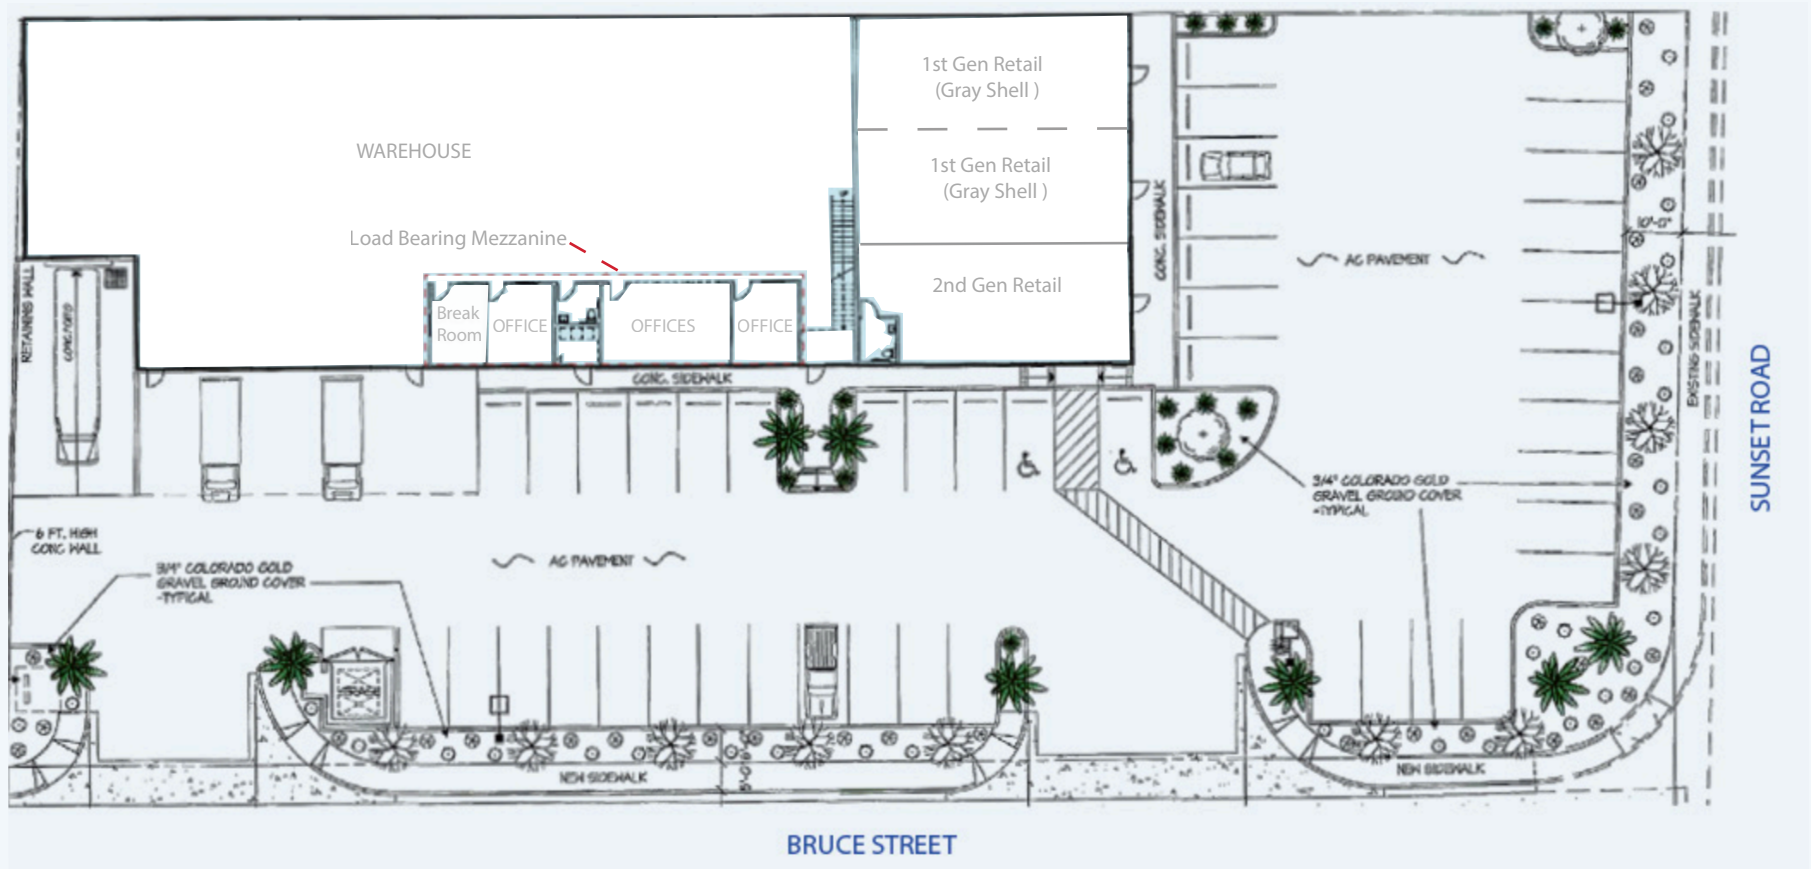 1st Gen Retail
(Gray Shell )
WAREHOUSE
1st Gen Retail
(Gray Shell )
CONC. SIDEWALK
10'-0"
Load Bearing Mezzanine
AC PAVEMENT
2nd Gen Retail
RETAINING WALL
Break
Room
OFFICE
OFFICES
OFFICE
EXISTING SIDEWALK
SUNSET ROAD
CONC. SIDEWALK
3/4" COLORADO GOLD
GRAVEL GROUND COVER
-TYPICAL
6 FT. HIGH
CONC WALL
AC PAVEMENT
3/4" COLORADO GOLD
GRAVEL GROUND COVER
-TYPICAL
NEW SIDEWALK
NEW SIDEWALK
BRUCE STREET